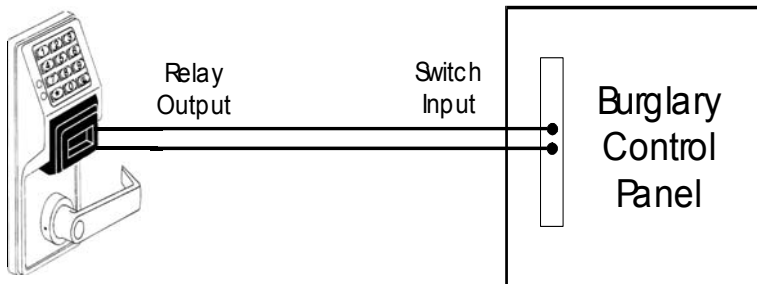 Relay
Output
Switch
Input
Burglary
Control
Panel